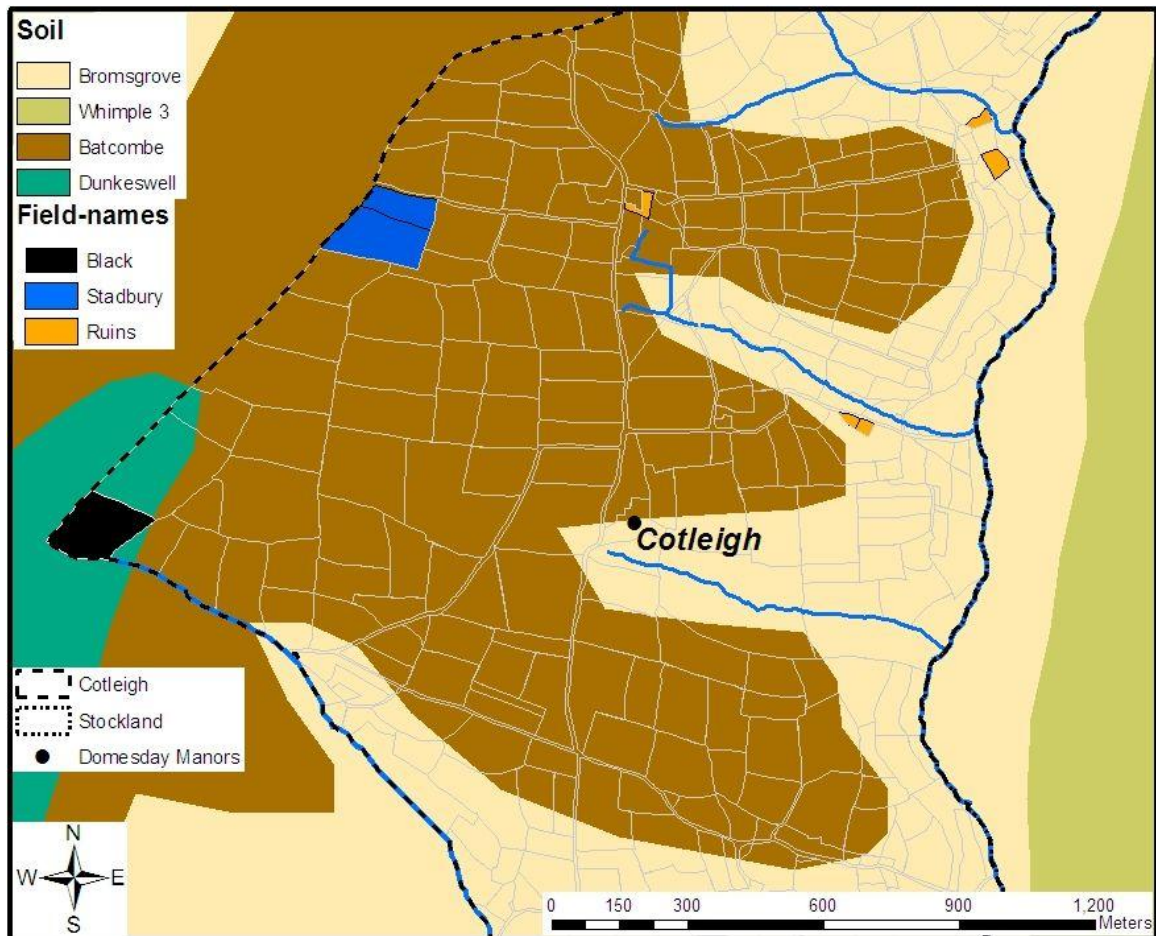 Soil
Bromsgrove
Whimple 3
Batcombe
Dunkeswell
Field-names
Black
Stadbury
Ruins
Cotleigh
Cotleigh
Stockland
Domesday Manors
N
W E
S
0 150 300 600 900 1,200
Meters